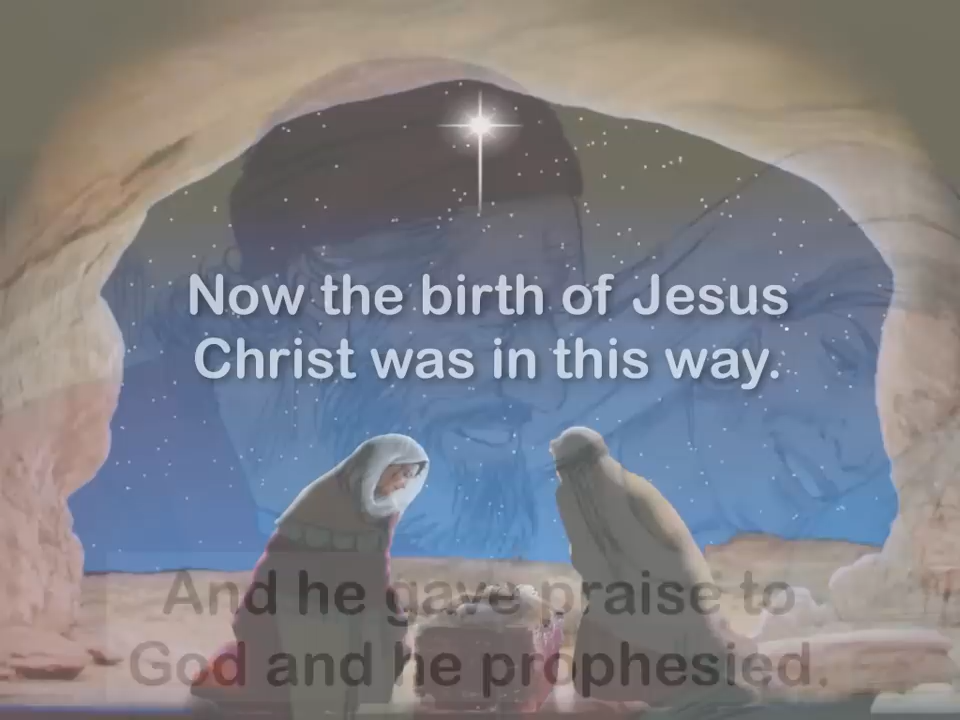 Now the birth of Jesus
Christ was in this way.
And he gave praise to
God and he prophesied.